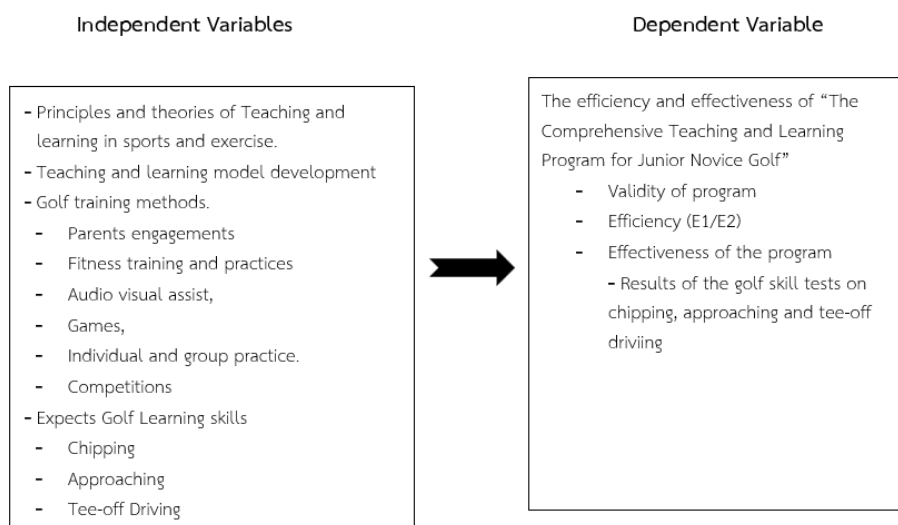 Independent Variables
- Principles and theories of Teaching and
learning in sports and exercise.
- Teaching and learning model development
- Golf training methods.
- Parents engagements
- Fitness training and practices
- Audio visual assist,
- Games,
- Individual and group practice.
- Competitions
- Expects Golf Learning skills
- Chipping
- Approaching
- Tee-off Driving
Dependent Variable
The efficiency and effectiveness of “The
Comprehensive Teaching and Learning
Program for Junior Novice Golf”
- Validity of program
- Efficiency (E1/E2)
- Effectiveness of the program
- Results of the golf skill tests on
chipping, approaching and tee-off
driviing